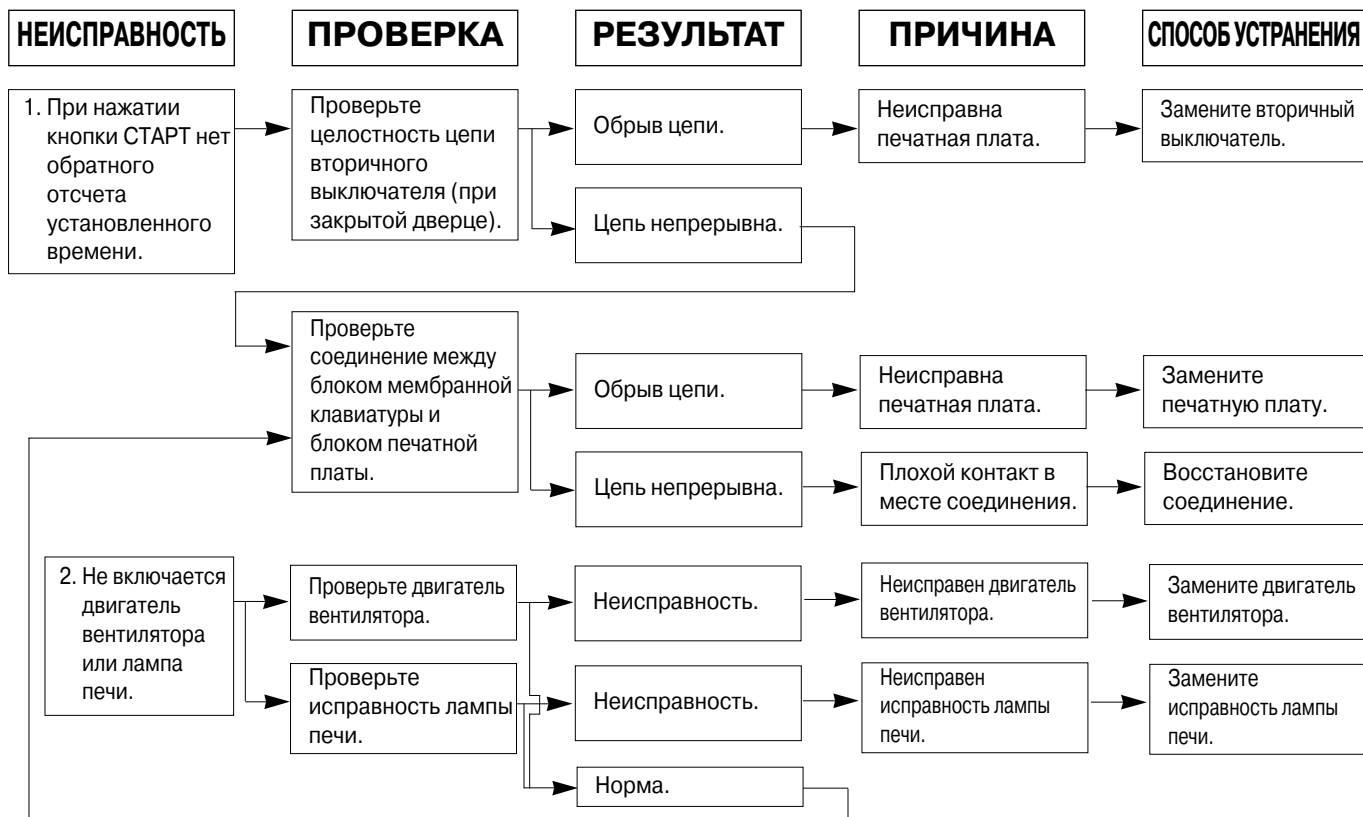 НЕИСПРАВНОСТЬ
ПРОВЕРКА
РЕЗУЛЬТАТ
ПРИЧИНА
СПОСОБ УСТРАНЕНИЯ
1. При нажатии
кнопки СТАРТ нет
обратного
отсчета
установленного
времени.
Проверьте
целостность цепи
вторичного
выключателя (при
закрытой дверце).
Обрыв цепи.
Неисправна
печатная плата.
Замените вторичный
выключатель.
Цепь непрерывна.
Проверьте
соединение между
блоком мембранной
клавиатуры и
блоком печатной
платы.
Обрыв цепи.
Неисправна
печатная плата.
Замените
печатную плату.
Цепь непрерывна.
Плохой контакт в
месте соединения.
Восстановите
соединение.
2. Не включается
двигатель
вентилятора
или лампа
печи.
Проверьте двигатель
вентилятора.
Неисправность.
Неисправен двигатель
вентилятора.
Замените двигатель
вентилятора.
Проверьте
исправность лампы
печи.
Неисправность.
Неисправен
исправность лампы
печи.
Замените
исправность лампы
печи.
Норма.